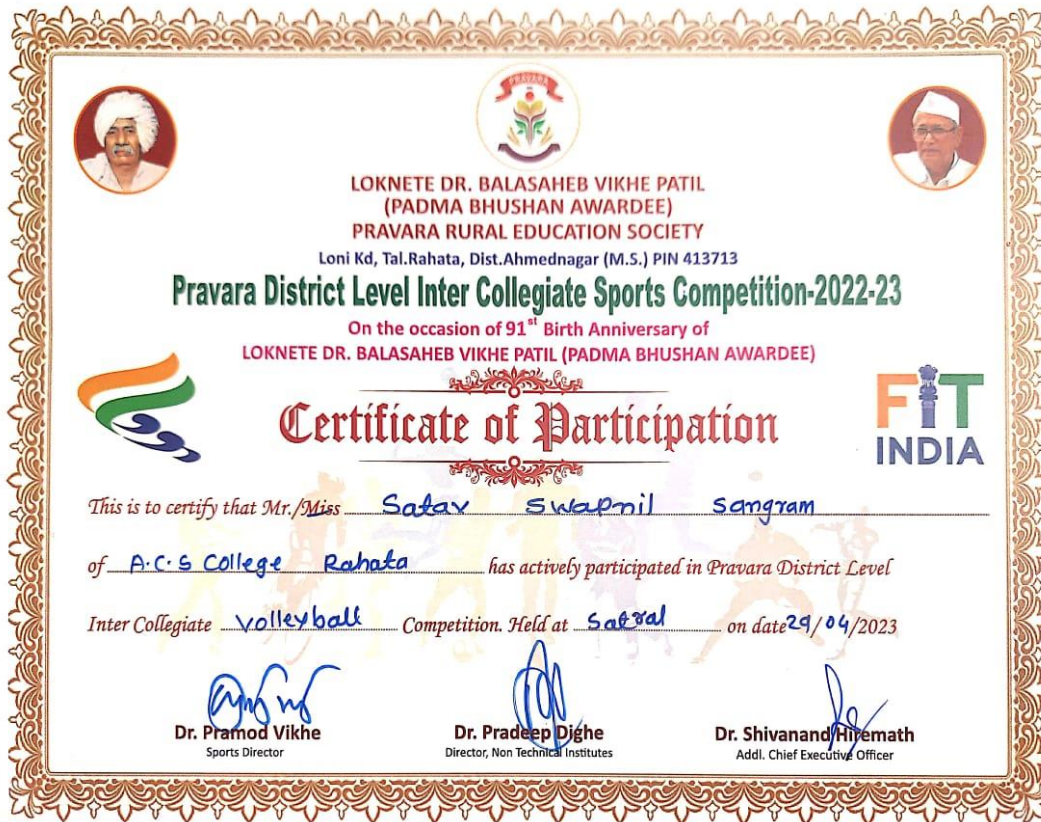 PRAVARA
LOKNETE DR. BALASAHEB VIKHE PATIL
(PADMA BHUSHAN AWARDEE)
PRAVARA RURAL EDUCATION SOCIETY
Loni Kd, Tal.Rahata, Dist.Ahmednagar (M.S.) PIN 413713
Pravara District Level Inter Collegiate Sports Competition-2022-23
On the occasion of 91st Birth Anniversary of
LOKNETE DR. BALASAHEB VIKHE PATIL (PADMA BHUSHAN AWARDEE)
Certificate of Participation
FIT
INDIA
This is to certify that Mr./Miss Satav Swapnil Sangram
of A.C.S College Rahata has actively participated in Pravara District Level
Inter Collegiate Volleyball Competition. Held at Satral on date 29/04/2023
Dr. Pramod Vikhe Dr. Pradeep Dighe Dr. Shivanand Hiremath
Sports Director Director, Non Technical Institutes Addl. Chief Executive Officer